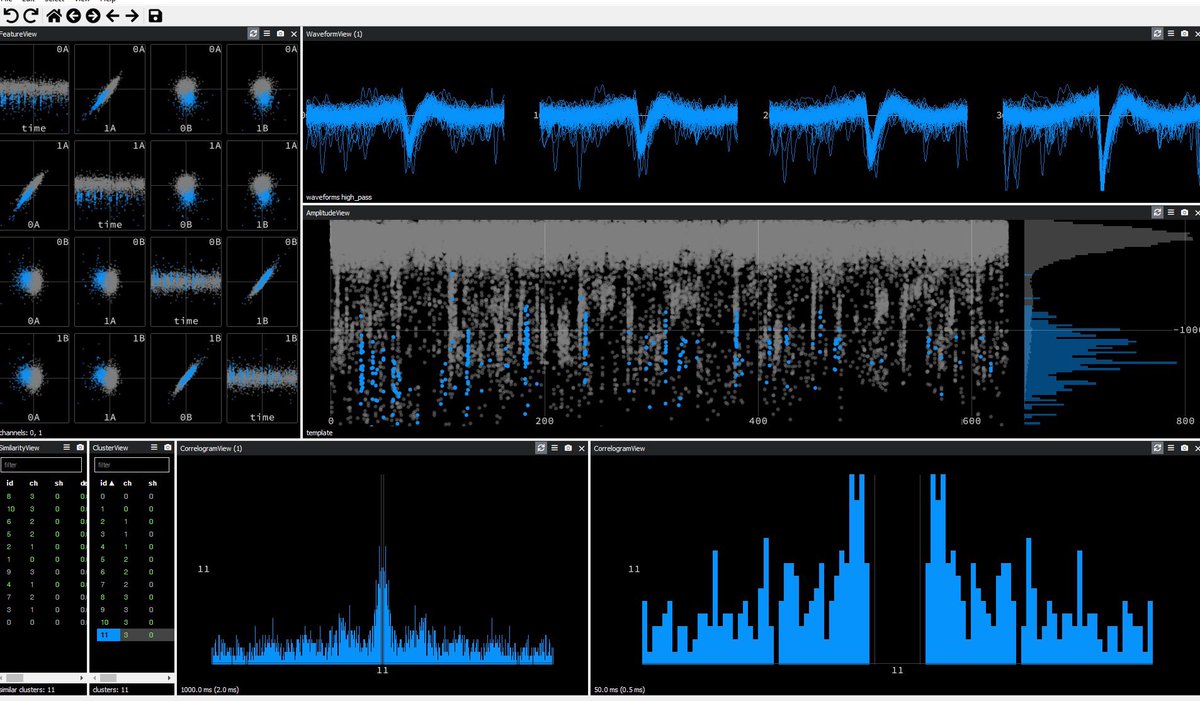 Select
Help
FeatureView
0A
time
0A
1A
0A
0B
0A
1B
1A
0A
1A
time
1A
0B
1A
1B
0B
0A
0B
1A
0B
time
0B
1B
1B
0A
1B
1A
1B
0B
1B
time
channels: 0, 1
WaveformView (1)
0
1
2
3
waveforms high_pass
AmplitudeView
-1000
0
200
400
600
800
template
SimilarityView
filter
id ch sh
8 3 0 0.
10 3 0 0.
6 2 0 0.
5 2 0 0.
2 1 0 0.
1 0 0 0.
9 3 0 0.
4 1 0 0.
7 2 0 0.
3 1 0 0.
0 0 0 0.
similar clusters: 11
ClusterView
filter
id ▲ ch sh
0 0 0
1 0 0
2 1 0
3 1 0
4 1 0
5 2 0
6 2 0
7 2 0
8 3 0
9 3 0
10 3 0
11 3 0
clusters: 11
CorrelogramView (1)
11
11
1000.0 ms (2.0 ms)
CorrelogramView
11
11
50.0 ms (0.5 ms)